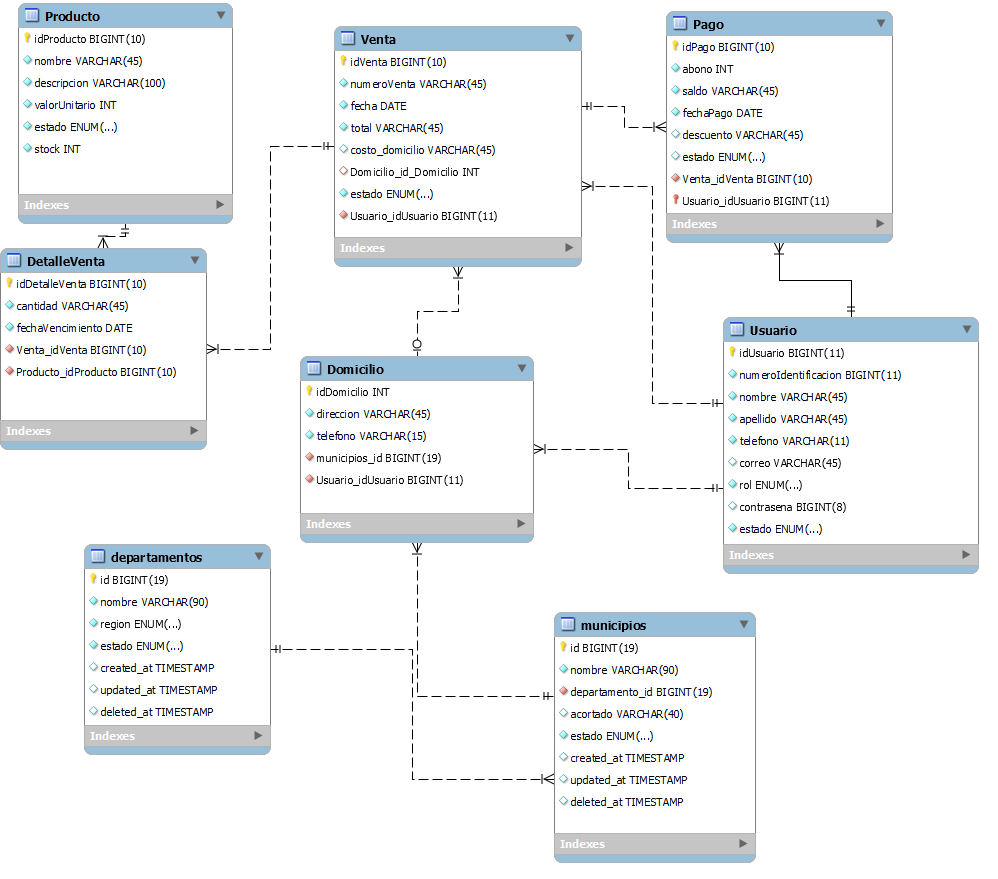 Producto
idProducto BIGINT(10)
nombre VARCHAR(45)
descripcion VARCHAR(100)
valorUnitario INT
estado ENUM(...)
stock INT
Indexes
Venta
idVenta BIGINT(10)
numeroVenta VARCHAR(45)
fecha DATE
total VARCHAR(45)
costo_domicilio VARCHAR(45)
Domicilio_id_Domicilio INT
estado ENUM(...)
Usuario_idUsuario BIGINT(11)
Indexes
Pago
idPago BIGINT(10)
abono INT
saldo VARCHAR(45)
fechaPago DATE
descuento VARCHAR(45)
estado ENUM(...)
Venta_idVenta BIGINT(10)
Usuario_idUsuario BIGINT(11)
Indexes
DetalleVenta
idDetalleVenta BIGINT(10)
cantidad VARCHAR(45)
fechaVencimiento DATE
Venta_idVenta BIGINT(10)
Producto_idProducto BIGINT(10)
Indexes
Domicilio
idDomicilio INT
direccion VARCHAR(45)
telefono VARCHAR(15)
municipios_id BIGINT(19)
Usuario_idUsuario BIGINT(11)
Indexes
Usuario
idUsuario BIGINT(11)
numeroIdentificacion BIGINT(11)
nombre VARCHAR(45)
apellido VARCHAR(45)
telefono VARCHAR(11)
correo VARCHAR(45)
rol ENUM(...)
contrasena BIGINT(8)
estado ENUM(...)
Indexes
departamentos
id BIGINT(19)
nombre VARCHAR(90)
region ENUM(...)
estado ENUM(...)
created_at TIMESTAMP
updated_at TIMESTAMP
deleted_at TIMESTAMP
Indexes
municipios
id BIGINT(19)
nombre VARCHAR(90)
departamento_id BIGINT(19)
acortado VARCHAR(40)
estado ENUM(...)
created_at TIMESTAMP
updated_at TIMESTAMP
deleted_at TIMESTAMP
Indexes